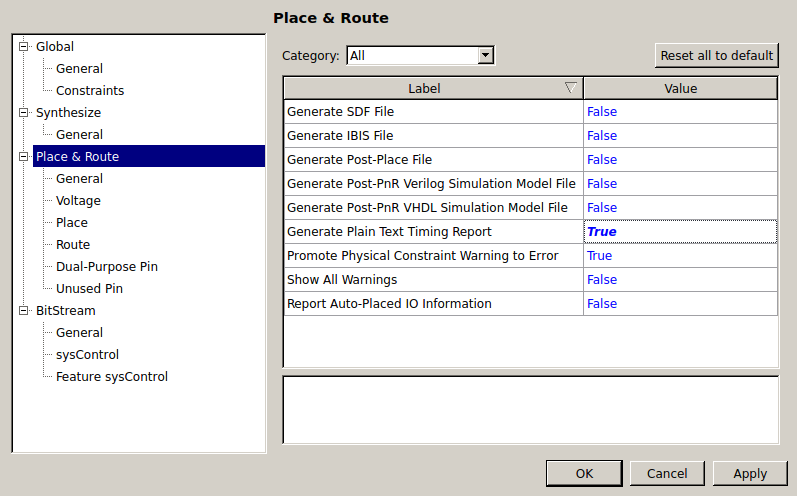 Place & Route
Global
General
Constraints
Synthesize
General
Place & Route
General
Voltage
Place
Route
Dual-Purpose Pin
Unused Pin
BitStream
General
sysControl
Feature sysControl
Category: All
Reset all to default
Label Value
Generate SDF File False
Generate IBIS File False
Generate Post-Place File False
Generate Post-PnR Verilog Simulation Model File False
Generate Post-PnR VHDL Simulation Model File False
Generate Plain Text Timing Report True
Promote Physical Constraint Warning to Error True
Show All Warnings False
Report Auto-Placed IO Information False
OK Cancel Apply